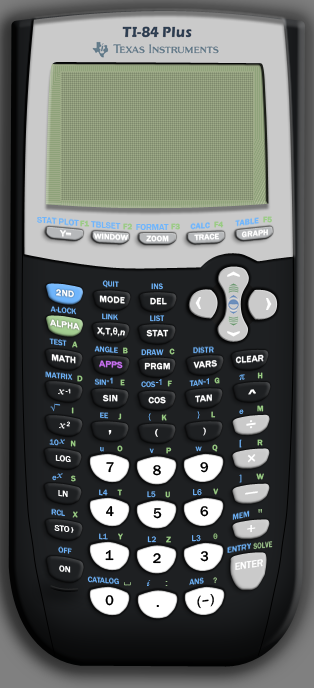 TI-84 Plus
TEXAS INSTRUMENTS
STAT PLOT F1 TBLSET F2 FORMAT F3 CALC F4 TABLE F5
Y= WINDOW ZOOM TRACE GRAPH
QUIT INS
2ND MODE DEL
A-LOCK LINK LIST
ALPHA X,T,θ,n STAT
TEST A ANGLE B DRAW C DISTR
MATH APPS PRGM VARS CLEAR
MATRIX D SIN⁻¹ E COS⁻¹ F TAN⁻¹ G π H
x⁻¹ SIN COS TAN ^
√ I EE J { K } L e M
x² , ( ) ÷
10ˣ N u O v P w Q [ R
LOG 7 8 9 ×
eˣ S L4 T L5 U L6 V ] W
LN 4 5 6 —
RCL X L1 Y L2 Z L3 θ MEM "
STO› 1 2 3 +
OFF CATALOG ␣ i : ANS ? ENTRY SOLVE
ON 0 . (-) ENTER